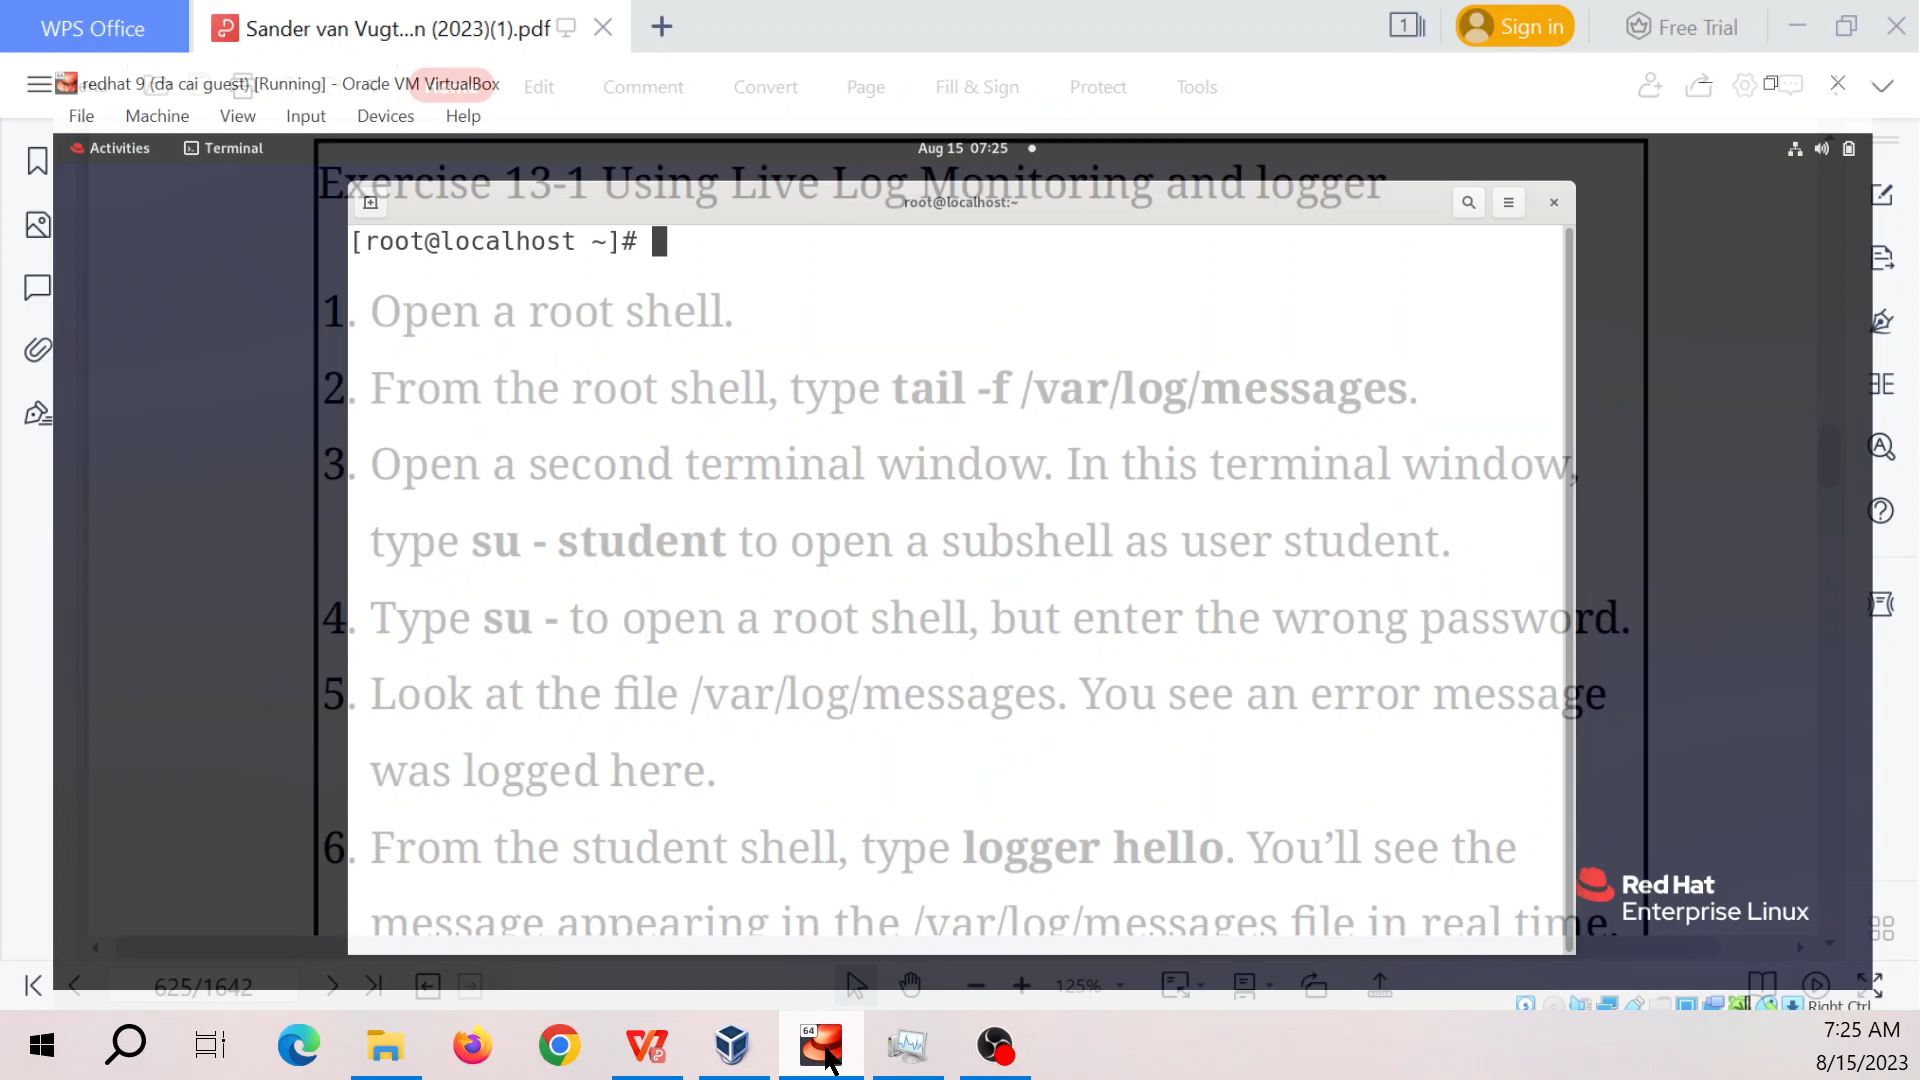 WPS Office
Sander van Vugt...n (2023)(1).pdf
1
Sign in
Free Trial
redhat 9 (da cai guest) [Running] - Oracle VM VirtualBox
Edit
Comment
Convert
Page
Fill & Sign
Protect
Tools
File
Machine
View
Input
Devices
Help
Activities
Terminal
Aug 15 07:25
Exercise 13-1 Using Live Log Monitoring and logger
root@localhost:~
[root@localhost ~]#
1. Open a root shell.
2. From the root shell, type tail -f /var/log/messages.
3. Open a second terminal window. In this terminal window,
type su - student to open a subshell as user student.
4. Type su - to open a root shell, but enter the wrong password.
5. Look at the file /var/log/messages. You see an error message
was logged here.
6. From the student shell, type logger hello. You’ll see the
message appearing in the /var/log/messages file in real time.
Red Hat
Enterprise Linux
625/1642
125%
Right Ctrl
64
7:25 AM
8/15/2023